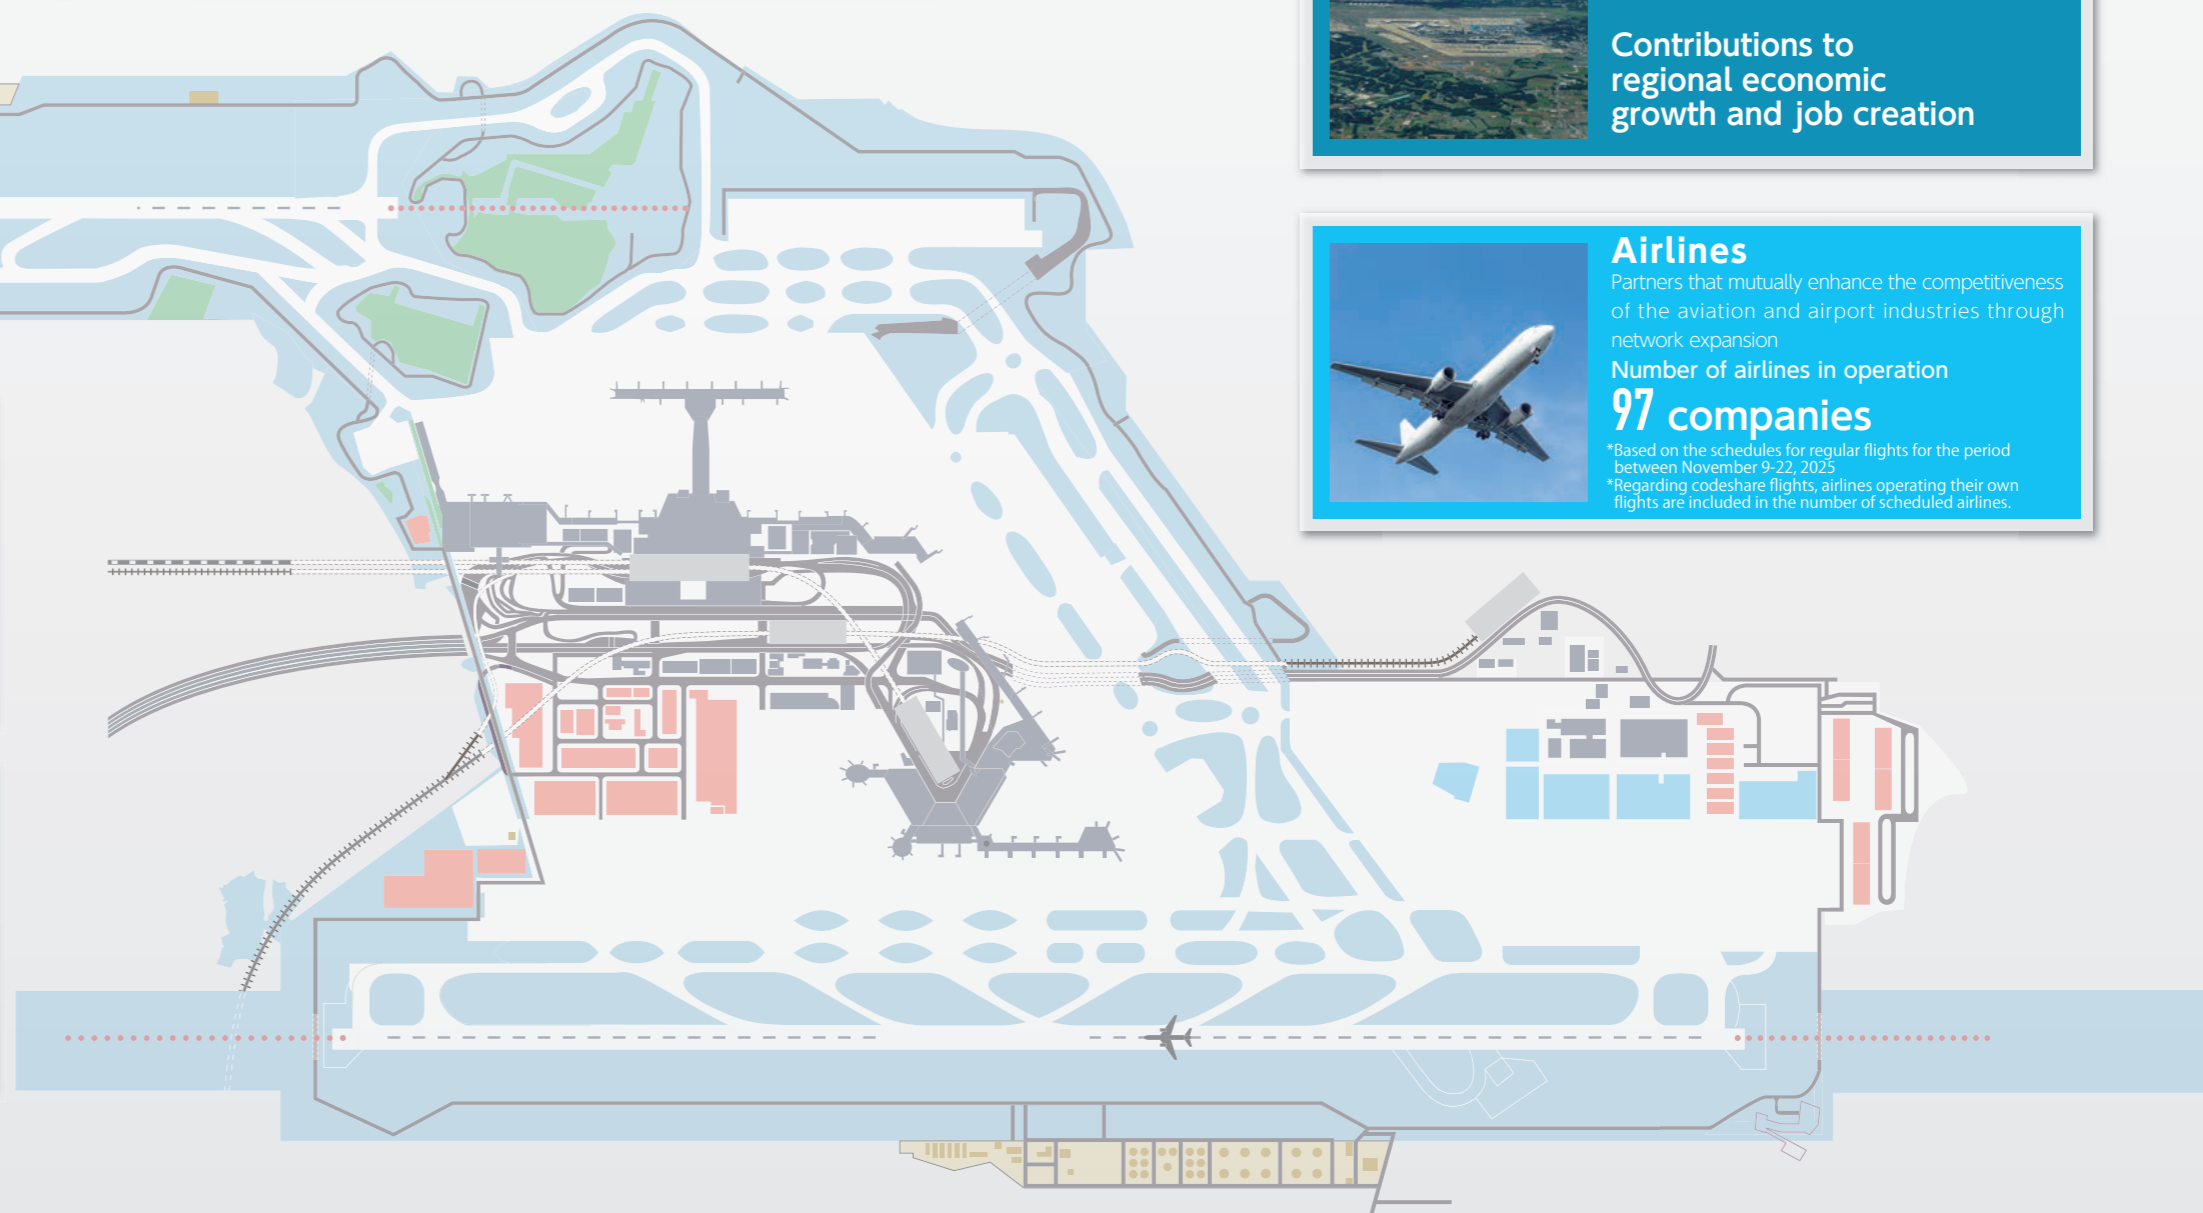 Contributions to
regional economic
growth and job creation
Airlines
Partners that mutually enhance the competitiveness
of the aviation and airport industries through
network expansion
Number of airlines in operation
97 companies
*Based on the schedules for regular flights for the period
between November 9-22, 2025
*Regarding codeshare flights, airlines operating their own
flights are included in the number of scheduled airlines.